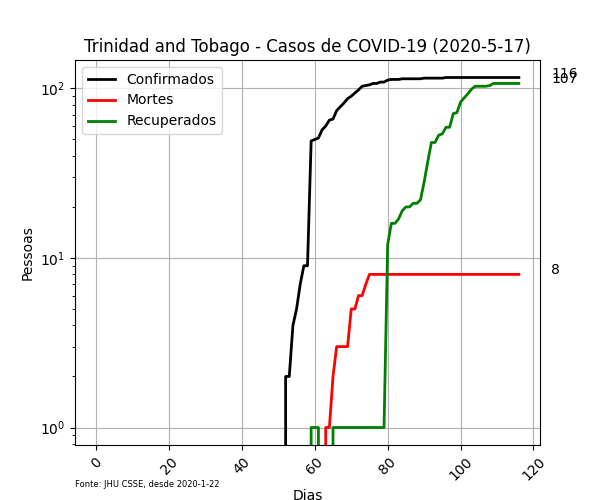 Trinidad and Tobago - Casos de COVID-19 (2020-5-17)
Confirmados
Mortes
Recuperados
116
107
8
10²
10¹
10⁰
Pessoas
0 20 40 60 80 100 120
Fonte: JHU CSSE, desde 2020-1-22
Dias